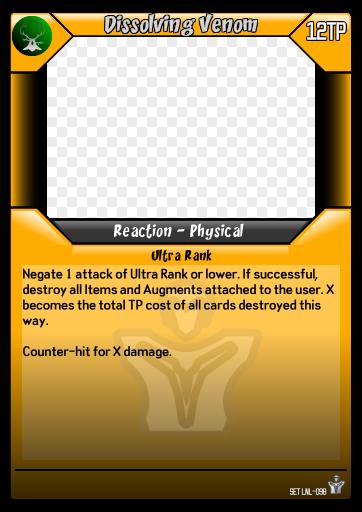 Dissolving Venom
12TP
Reaction - Physical
Ultra Rank
Negate 1 attack of Ultra Rank or lower. If successful,
destroy all Items and Augments attached to the user. X
becomes the total TP cost of all cards destroyed this
way.
Counter-hit for X damage.
SET LNL-098